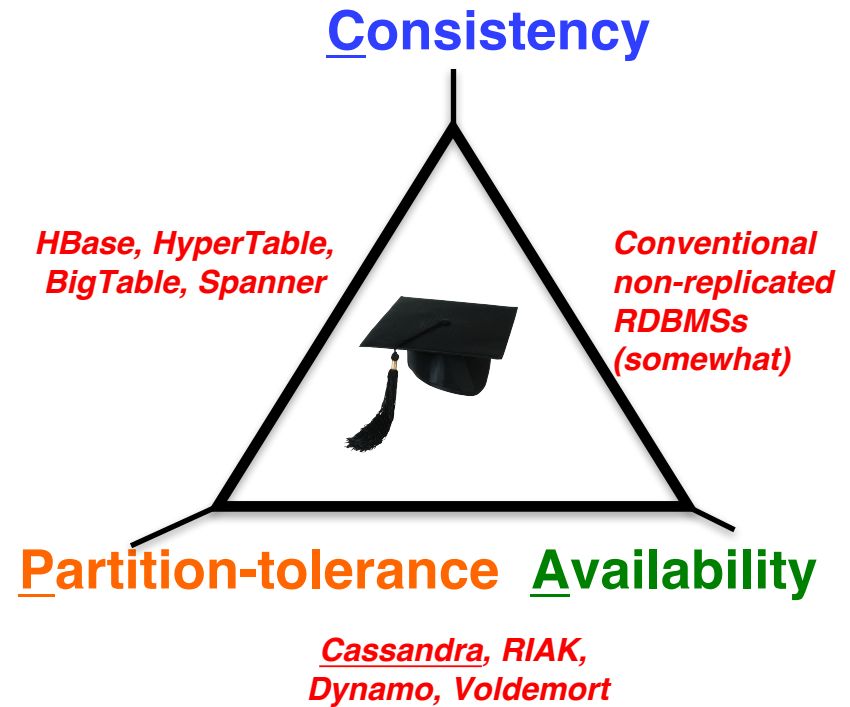 Consistency
HBase, HyperTable,
BigTable, Spanner
Conventional
non-replicated
RDBMSs
(somewhat)
Partition-tolerance
Availability
Cassandra, RIAK,
Dynamo, Voldemort